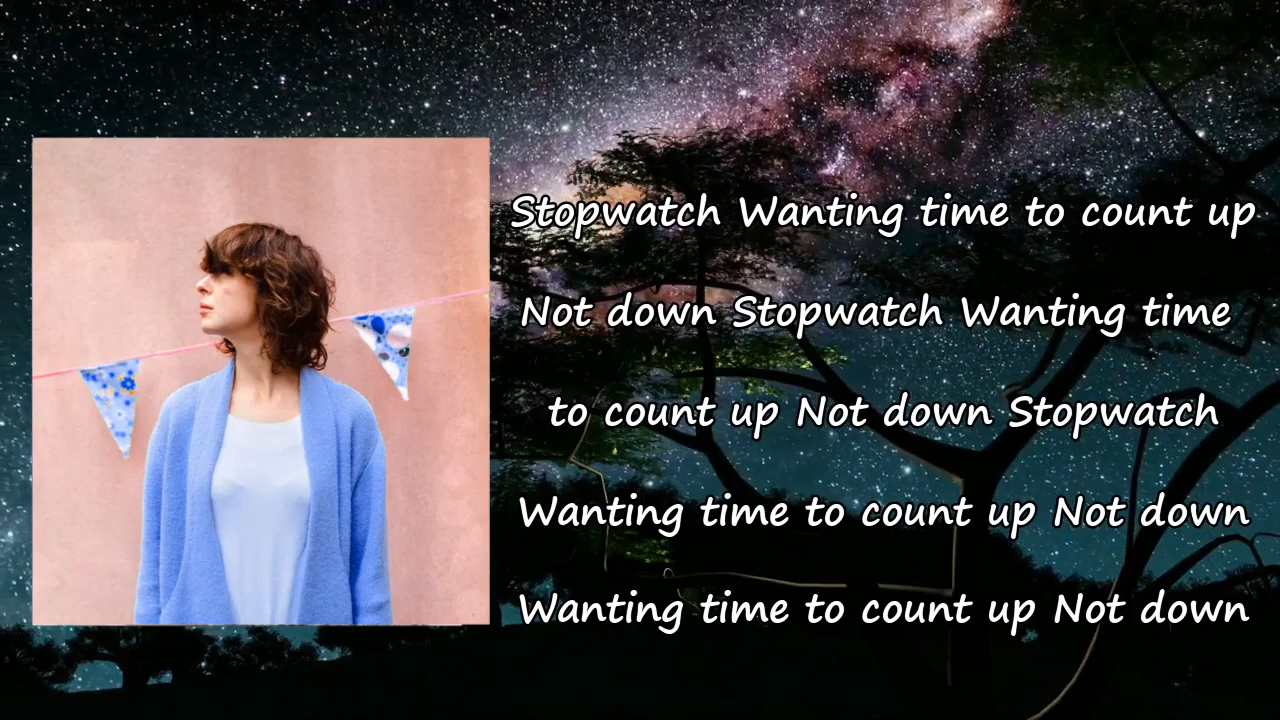 Stopwatch Wanting time to count up
Not down Stopwatch Wanting time
to count up Not down Stopwatch
Wanting time to count up Not down
Wanting time to count up Not down